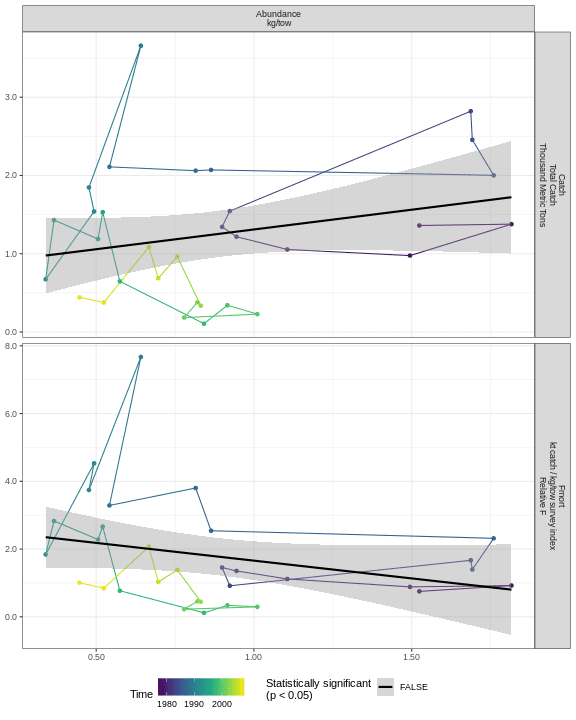 Abundance
kg/tow
3.0
2.0
1.0
0.0
Catch
Total Catch
Thousand Metric Tons
8.0
6.0
4.0
2.0
0.0
Fmort
kt catch / kg/tow survey index
Relative F
0.50
1.00
1.50
Time
1980 1990 2000
Statistically significant
(p < 0.05)
FALSE